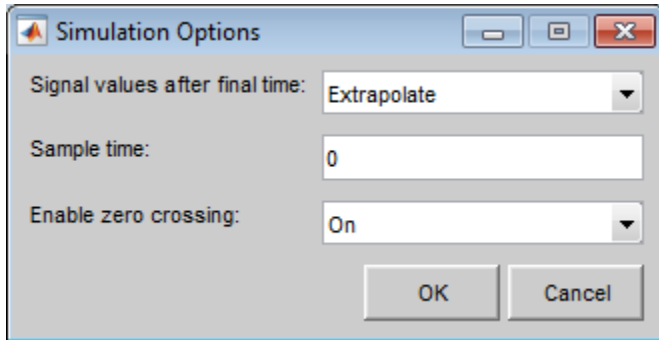 Simulation Options
Signal values after final time: Extrapolate
Sample time: 0
Enable zero crossing: On
OK Cancel